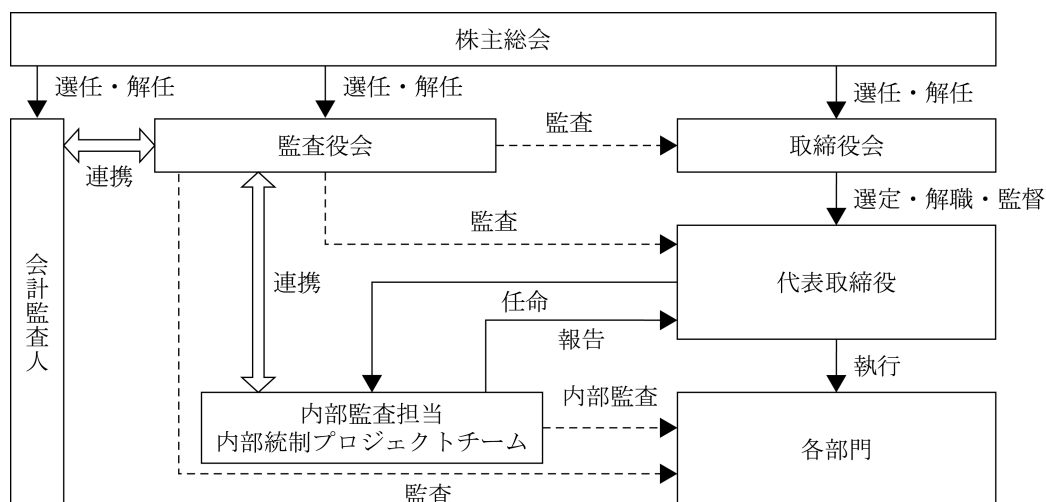 株主総会
選任・解任
選任・解任
選任・解任
監査
監査役会
取締役会
連携
選定・解職・監督
監査
会計監査人
連携
代表取締役
任命
報告
執行
内部監査
内部監査担当
内部統制プロジェクトチーム
各部門
監査